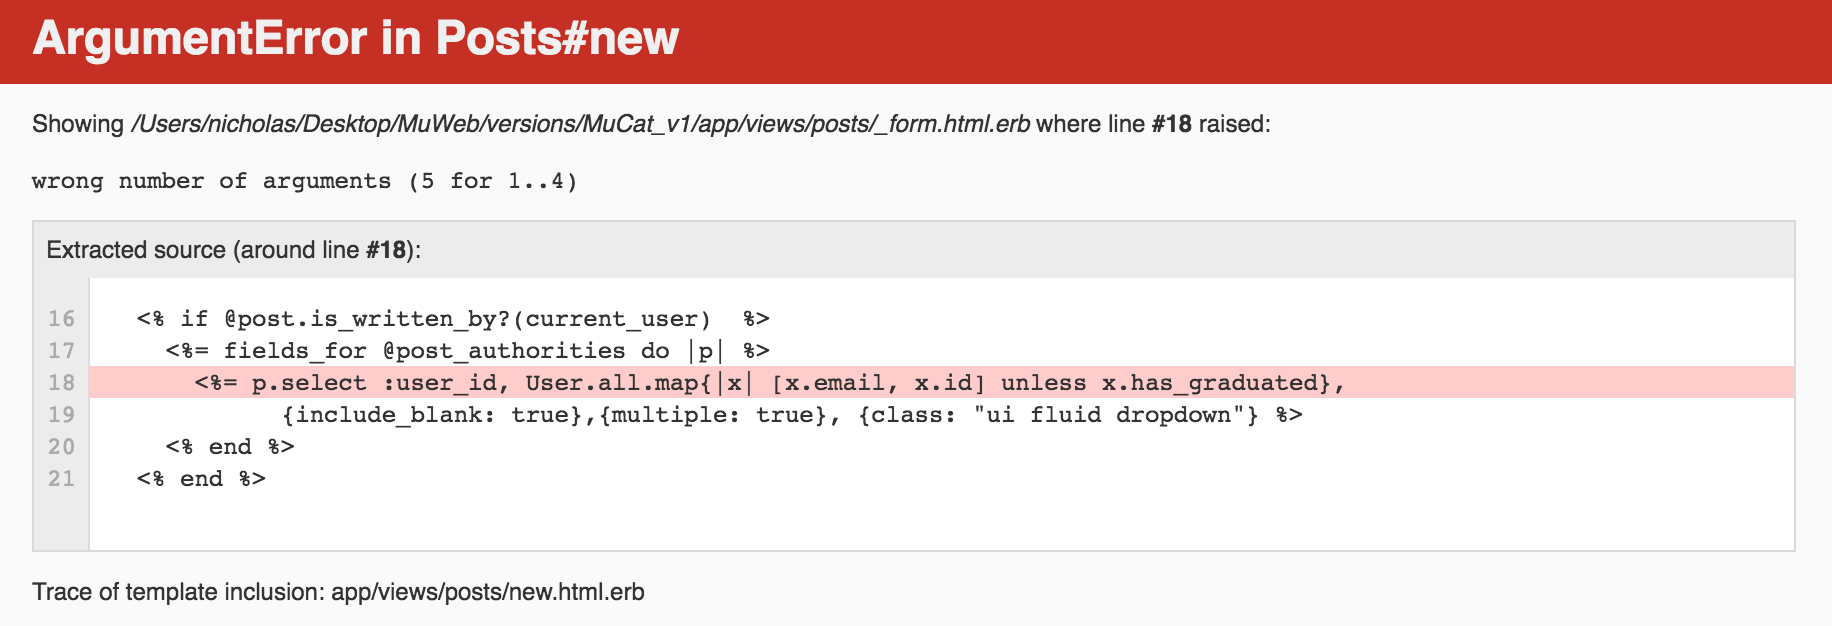 ArgumentError in Posts#new
Showing /Users/nicholas/Desktop/MuWeb/versions/MuCat_v1/app/views/posts/_form.html.erb where line #18 raised:
wrong number of arguments (5 for 1..4)
Extracted source (around line #18):
16 <% if @post.is_written_by?(current_user)  %>
17 <%= fields_for @post_authorities do |p| %>
18 <%= p.select :user_id, User.all.map{|x| [x.email, x.id] unless x.has_graduated},
19 {include_blank: true},{multiple: true}, {class: "ui fluid dropdown"} %>
20 <% end %>
21 <% end %>
Trace of template inclusion: app/views/posts/new.html.erb